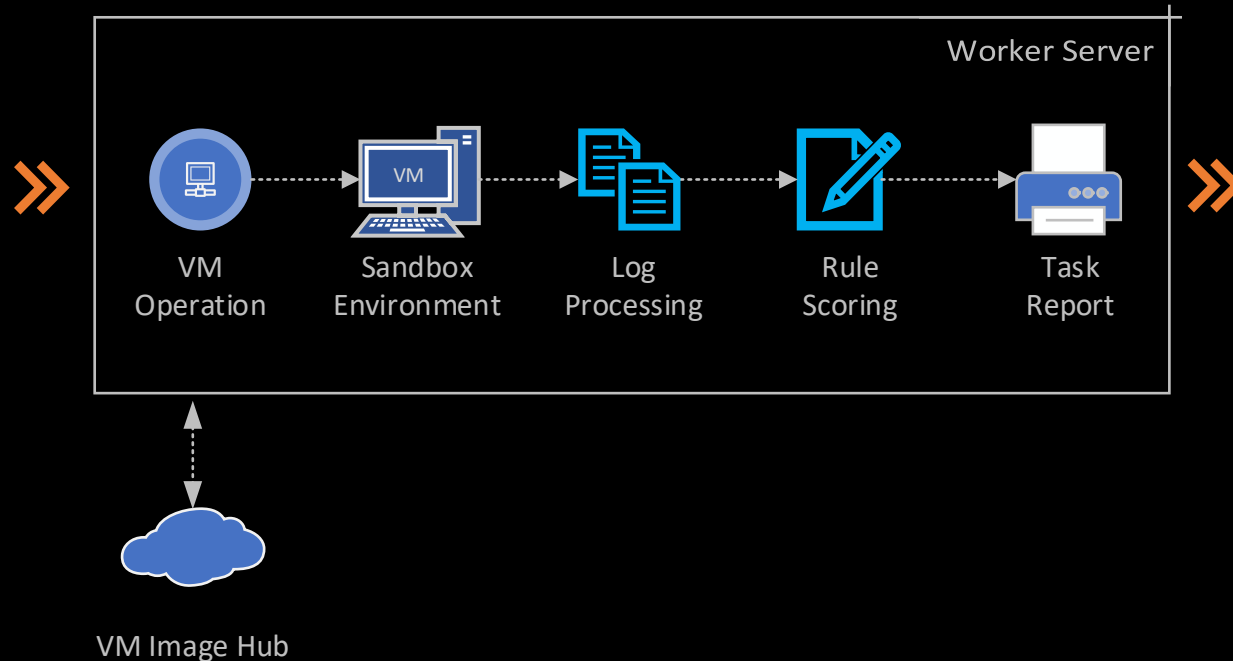 Worker Server
VM
VM
Operation
Sandbox
Environment
Log
Processing
Rule
Scoring
Task
Report
VM Image Hub